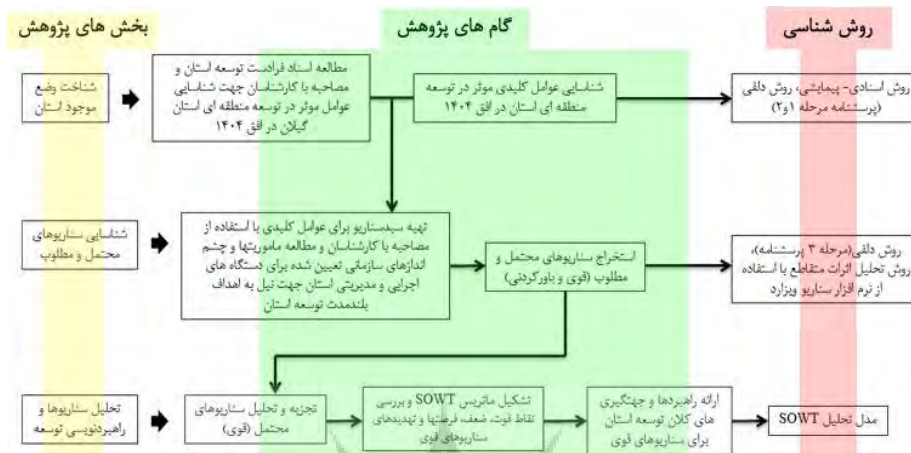 بخش های پژوهش
گام های پژوهش
روش شناسی
شناخت وضع
موجود استان
مطالعه اسناد فرادست توسعه استان و
مصاحبه با کارشناسان جهت شناسایی
عوامل موثر در توسعه منطقه ای استان
گیلان در افق ۱۴۰۴
شناسایی عوامل کلیدی موثر در توسعه
منطقه ای استان در افق ۱۴۰۴
روش اسنادی- پیمایشی، روش دلفی
(پرستنامه مرحله ۱و۲)
شناسایی سناریوهای
محتمل و مطلوب
تهیه سبدسناریو برای عوامل کلیدی با استفاده از
مصاحبه با کارشناسان و مطالعه ماموریتها و چشم
اندازهای سازمانی تعیین شده برای دستگاه های
اجرایی و مدیریتی استان جهت نیل به اهداف
بلندمدت توسعه استان
استخراج سناریوهای محتمل و
مطلوب (قوی و باورکردنی)
روش دلفی(مرحله ۳ پرسشنامه)،
روش تحلیل اثرات متقاطع با استفاده
از نرم افزار سناریو ویزارد
تحلیل سناریوها و
راهبردنویسی توسعه
تجزیه و تحلیل سناریوهای
محتمل (قوی)
تشکیل ماتریس SOWT و بررسی
نقاط قوت، ضعف، فرصتها و تهدیدهای
سناریوهای قوی
ارائه راهبردها و جهتگیری
های کلان توسعه استان
برای سناریوهای قوی
مدل تحلیل SOWT